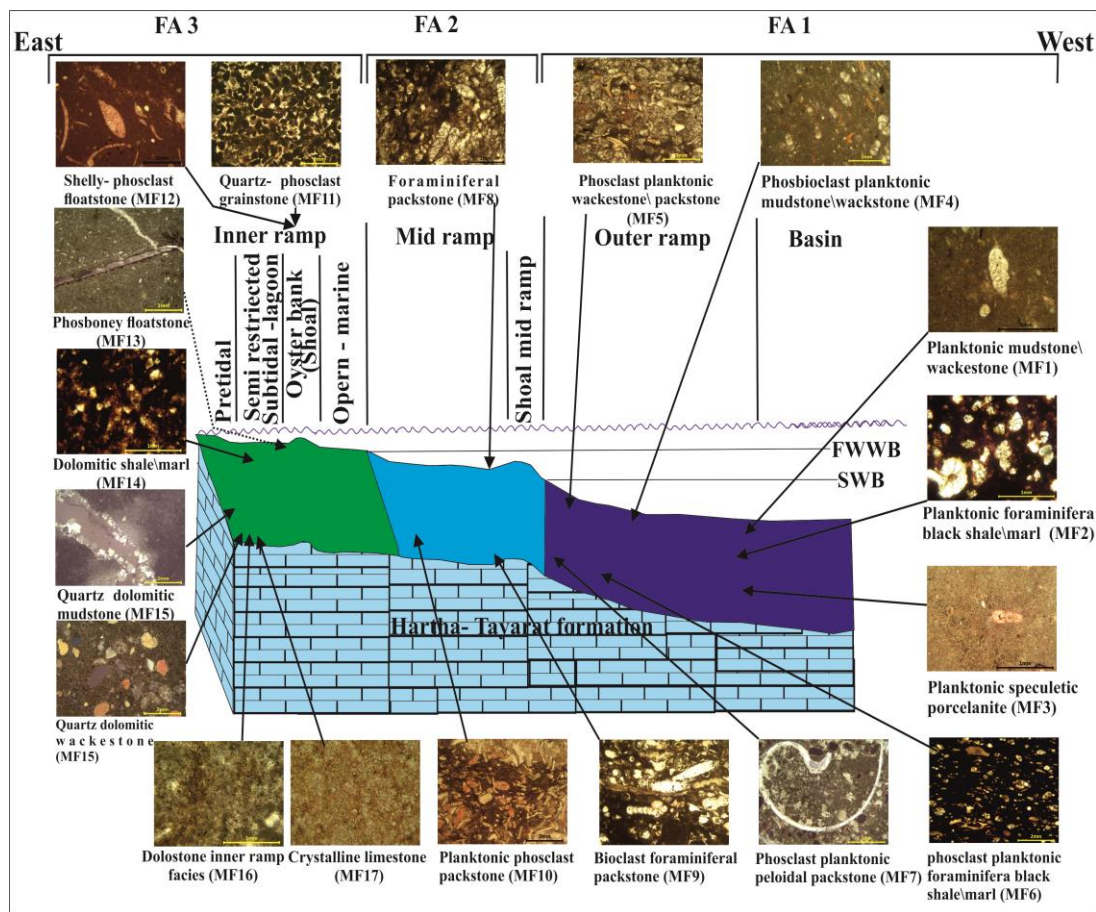 FA 3
FA 2
FA 1
East
West
Shelly- phosclast
floatstone (MF12)
Quartz- phosclast
grainstone (MF11)
Foraminiferal
packstone (MF8)
Phosclast planktonic
wackestone\ packstone
(MF5)
Phosbioclast planktonic
mudstone\wackstone (MF4)
Inner ramp
Mid ramp
Outer ramp
Basin
Pretidal
Semi restriected
Subtidal -lagoon
Oyster bank
(Shoal)
Opern - marine
Shoal mid ramp
Phosboney floatstone
(MF13)
Planktonic mudstone\
wackestone (MF1)
Dolomitic shale\marl
(MF14)
FWWB
SWB
Planktonic foraminifera
black shale\marl (MF2)
Quartz dolomitic
mudstone (MF15)
Hartha- Tayarat formation
Planktonic speculetic
porcelanite (MF3)
Quartz dolomitic
wackestone
(MF15)
Dolostone inner ramp
facies (MF16)
Crystalline limestone
(MF17)
Planktonic phosclast
packstone (MF10)
Bioclast foraminiferal
packstone (MF9)
Phosclast planktonic
peloidal packstone (MF7)
phosclast planktonic
foraminifera black
shale\marl (MF6)